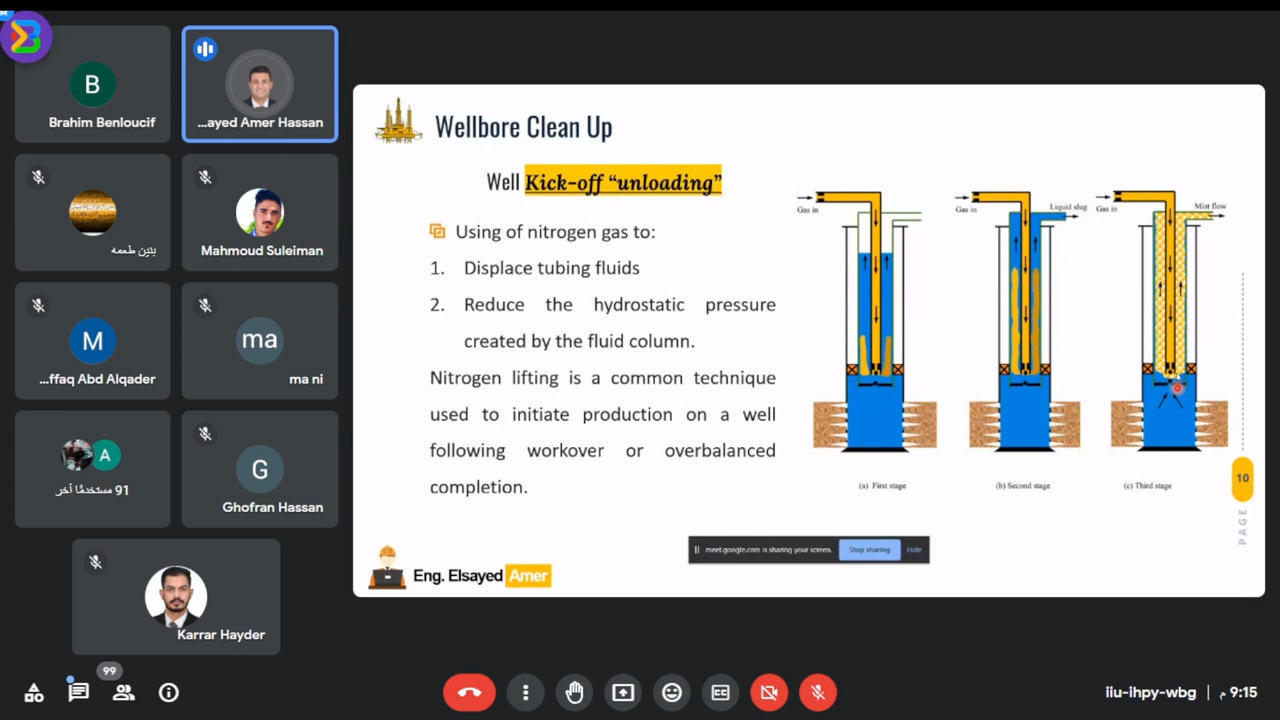 B
Brahim Benloucif
...ayed Amer Hassan
بنين طعمه
Mahmoud Suleiman
M
...ffaq Abd Alqader
ma
ma ni
A
91 مستخدمًا آخر
G
Ghofran Hassan
Karrar Hayder
Wellbore Clean Up
Well Kick-off “unloading”
Using of nitrogen gas to:
1. Displace tubing fluids
2. Reduce the hydrostatic pressure
created by the fluid column.
Nitrogen lifting is a common technique
used to initiate production on a well
following workover or overbalanced
completion.
Gas in
Gas in
Liquid slug
Gas in
Mist flow
(a) First stage
(b) Second stage
(c) Third stage
10
PAGE
meet.google.com is sharing your screen.
Stop sharing
Hide
Eng. Elsayed Amer
99
CC
iiu-ihpy-wbg
9:15 م